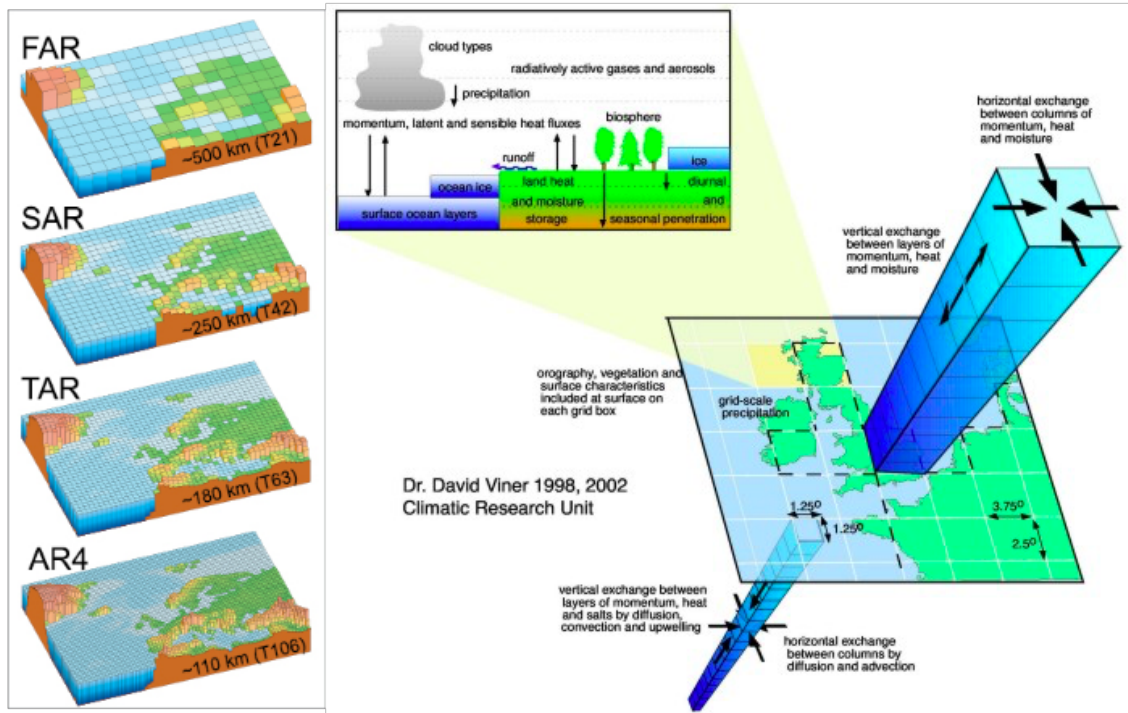 FAR
~500 km (T21)
SAR
~250 km (T42)
TAR
~180 km (T63)
AR4
~110 km (T106)
cloud types
radiatively active gases and aerosols
precipitation
momentum, latent and sensible heat fluxes
biosphere
runoff
ice
ocean ice
land heat
diurnal
and moisture
and
surface ocean layers
storage
seasonal penetration
horizontal exchange
between columns of
momentum, heat
and moisture
vertical exchange
between layers of
momentum, heat
and moisture
orography, vegetation and
surface characteristics
included at surface on
each grid box
grid-scale
precipitation
Dr. David Viner 1998, 2002
Climatic Research Unit
1.25º
1.25º
3.75º
2.5º
vertical exchange between
layers of momentum, heat
and salts by diffusion,
convection and upwelling
horizontal exchange
between columns by
diffusion and advection